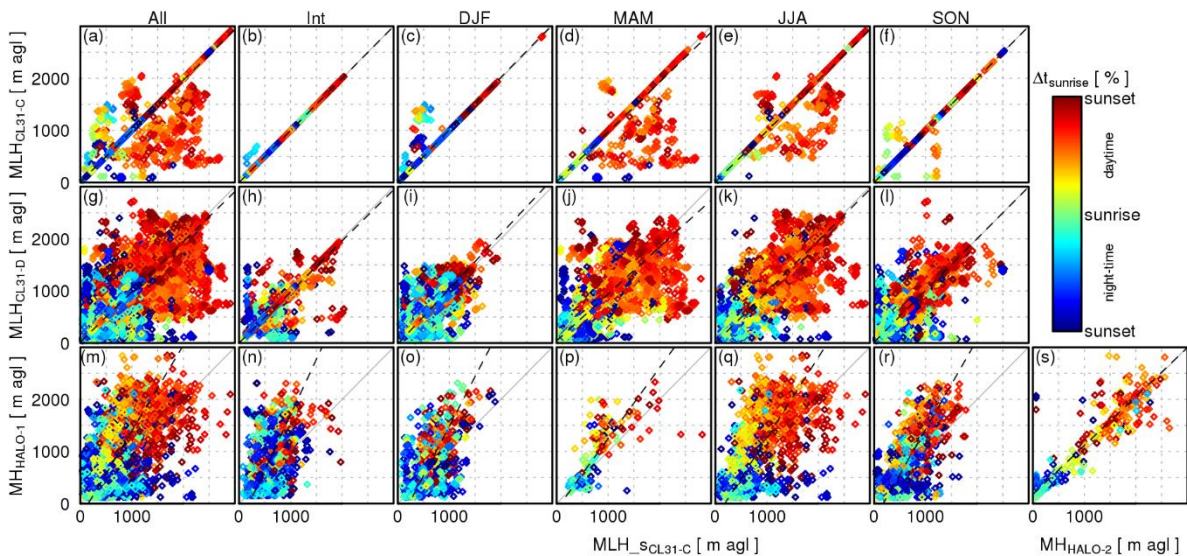 All Int DJF MAM JJA SON
(a) (b) (c) (d) (e) (f)
MLH_CL31-C [ m agl ]
2000
1000
0
Δt_sunrise [ % ]
sunset
daytime
sunrise
night-time
sunset
(g) (h) (i) (j) (k) (l)
MLH_CL31-D [ m agl ]
2000
1000
0
(m) (n) (o) (p) (q) (r) (s)
MH_HALO-1 [ m agl ]
2000
1000
0
0 1000 0 1000 0 1000 0 1000 0 1000 0 1000 0 1000
MLH_s_CL31-C [ m agl ]
MH_HALO-2 [ m agl ]